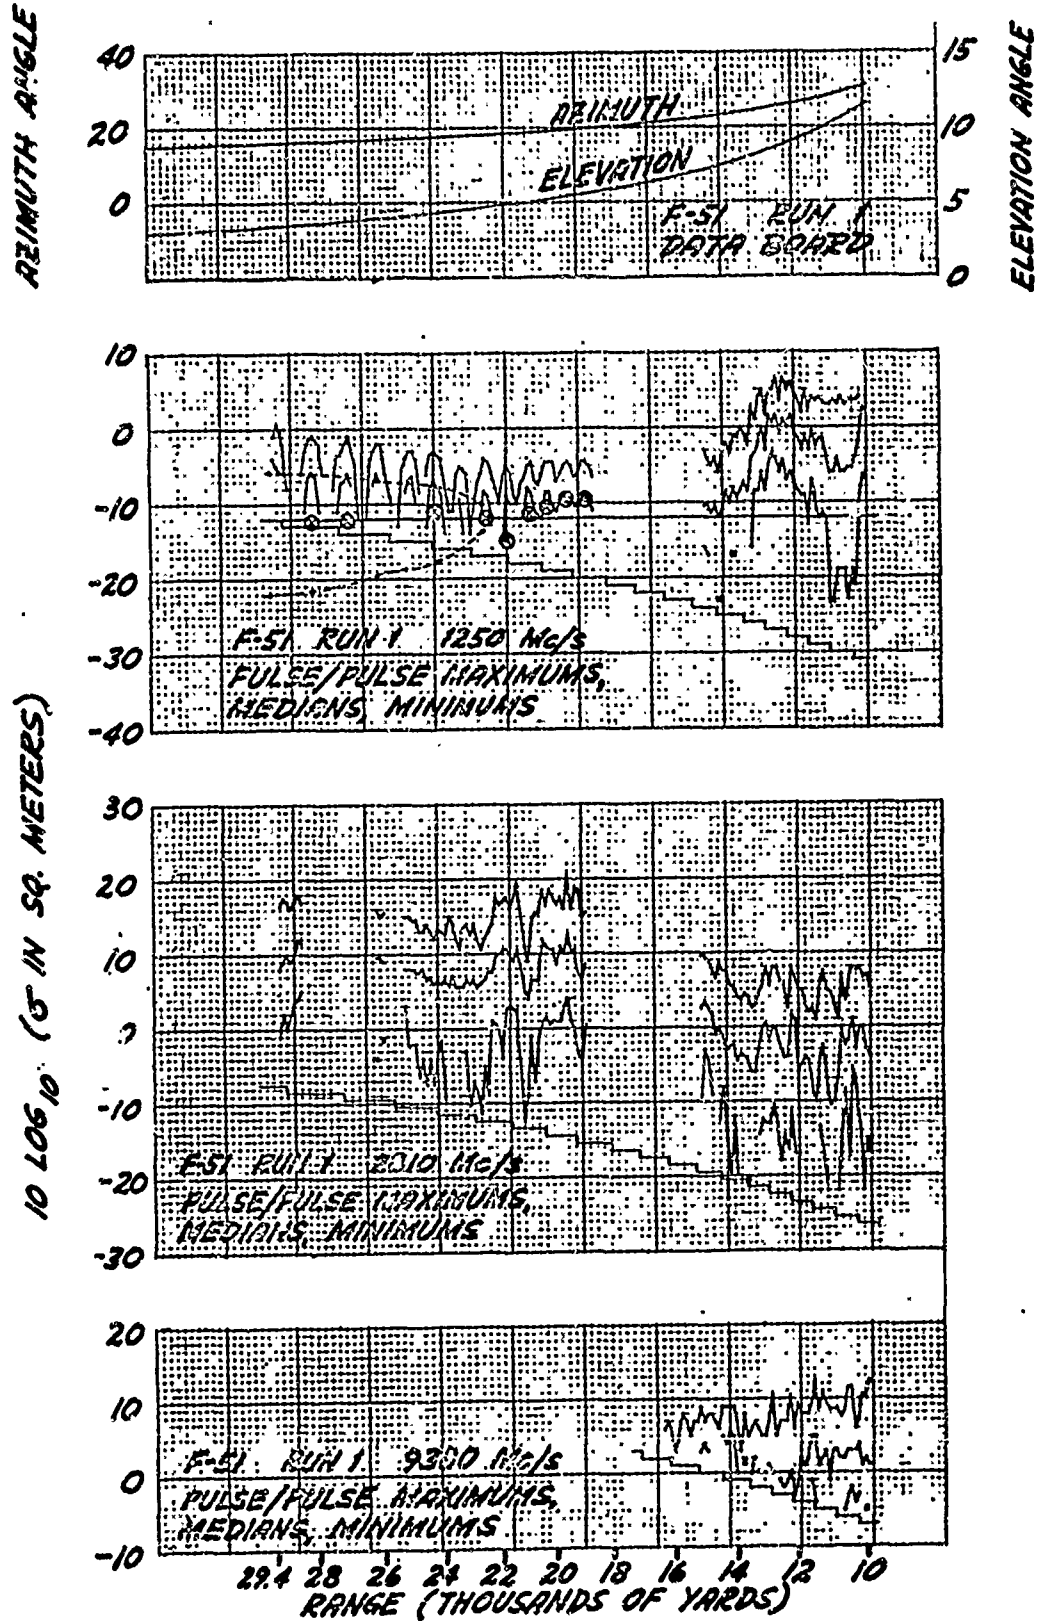 AZIMUTH ANGLE
ELEVATION ANGLE
40
20
0
15
10
5
0
AZIMUTH
ELEVATION
F-51 RUN 1
DATA BOARD
10
0
-10
-20
-30
-40
F-51 RUN 1 1250 Mc/s
PULSE/PULSE MAXIMUMS,
MEDIANS, MINIMUMS
10 LOG 10 (σ IN SQ. METERS)
30
20
10
0
-10
-20
-30
F-51 RUN 1 2810 Mc/s
PULSE/PULSE MAXIMUMS,
MEDIANS, MINIMUMS
20
10
0
-10
F-51 RUN 1 9300 Mc/s
PULSE/PULSE MAXIMUMS,
MEDIANS, MINIMUMS
29.4 28 26 24 22 20 18 16 14 12 10
RANGE (THOUSANDS OF YARDS)